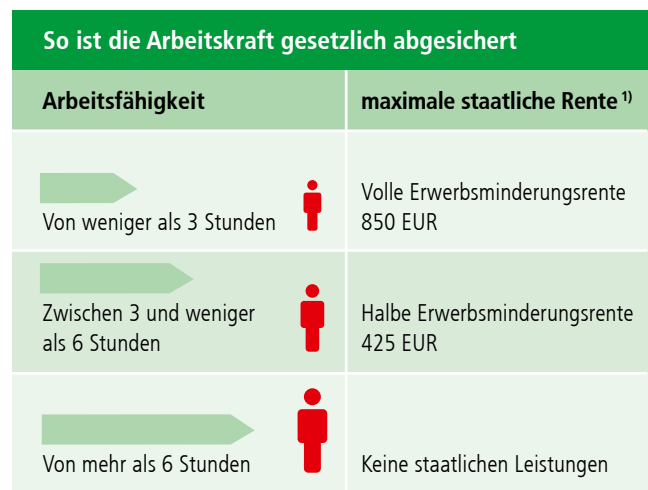 So ist die Arbeitskraft gesetzlich abgesichert
Arbeitsfähigkeit
maximale staatliche Rente 1)
Von weniger als 3 Stunden
Volle Erwerbsminderungsrente
850 EUR
Zwischen 3 und weniger
als 6 Stunden
Halbe Erwerbsminderungsrente
425 EUR
Von mehr als 6 Stunden
Keine staatlichen Leistungen